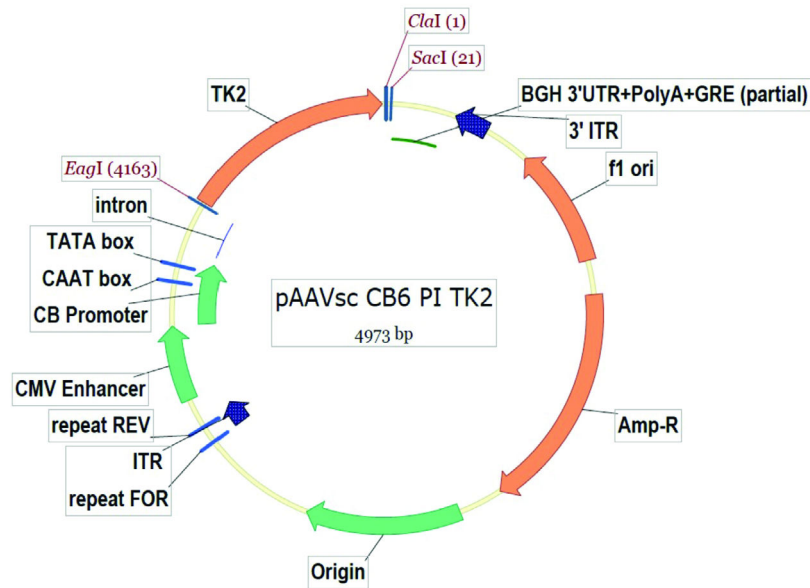 ClaI (1)
SacI (21)
TK2
BGH 3'UTR+PolyA+GRE (partial)
3' ITR
f1 ori
EagI (4163)
intron
TATA box
CAAT box
CB Promoter
pAAVsc CB6 PI TK2
4973 bp
CMV Enhancer
repeat REV
ITR
repeat FOR
Amp-R
Origin